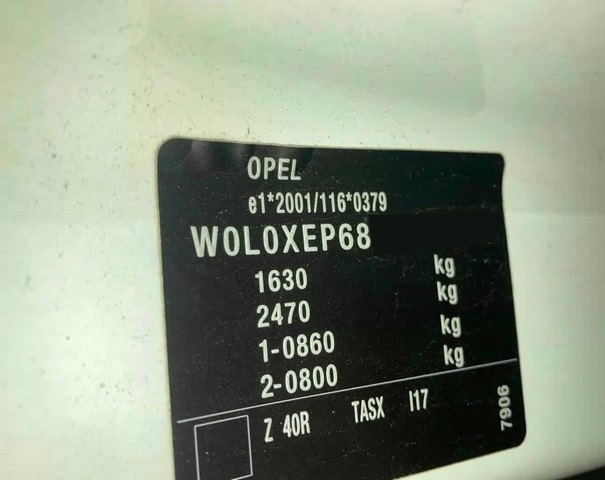 OPEL
e1*2001/116*0379
W0L0XEP68
1630 kg
2470 kg
1-0860 kg
2-0800 kg
Z 40R TASX I17
7906